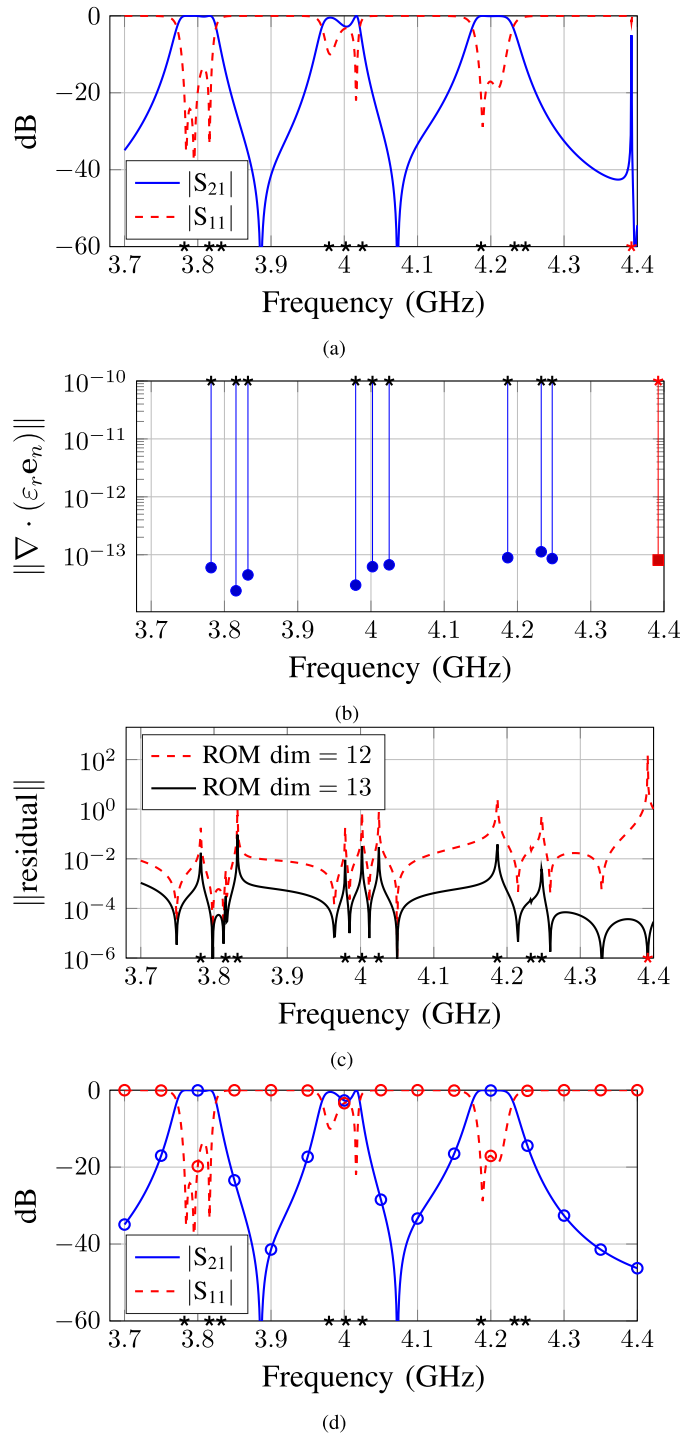 0
−20
−40
−60
dB
|S21|
|S11|
3.7 3.8 3.9 4 4.1 4.2 4.3 4.4
Frequency (GHz)
(a)
10−10
10−11
10−12
10−13
‖∇ · (εr en)‖
3.7 3.8 3.9 4 4.1 4.2 4.3 4.4
Frequency (GHz)
(b)
ROM dim = 12
ROM dim = 13
102
100
10−2
10−4
10−6
‖residual‖
3.7 3.8 3.9 4 4.1 4.2 4.3 4.4
Frequency (GHz)
(c)
0
−20
−40
−60
dB
|S21|
|S11|
3.7 3.8 3.9 4 4.1 4.2 4.3 4.4
Frequency (GHz)
(d)